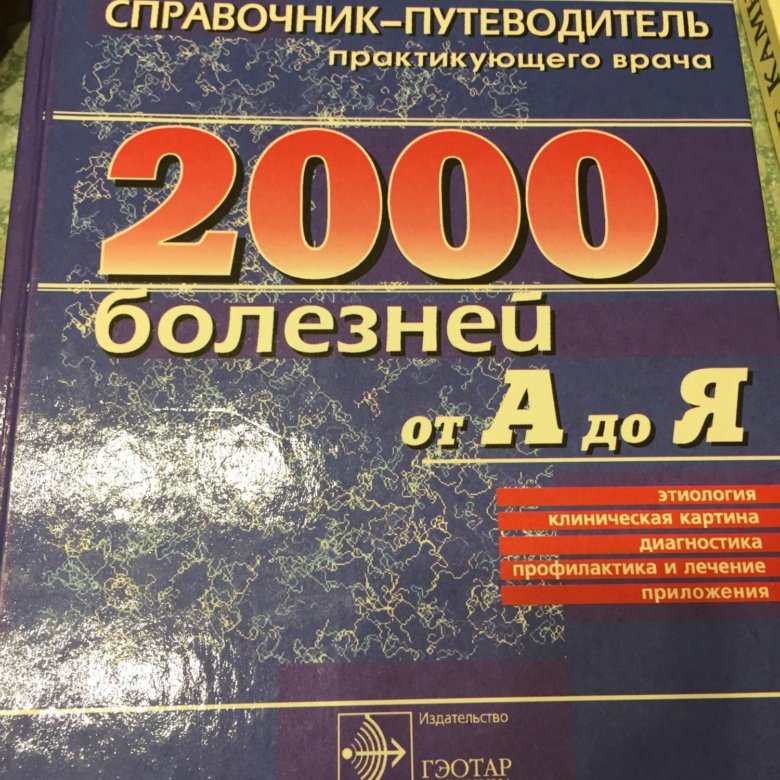 СПРАВОЧНИК-ПУТЕВОДИТЕЛЬ
практикующего врача
2000
болезней
от А до Я
этиология
клиническая картина
диагностика
профилактика и лечение
приложения
Издательство
ГЭОТАР